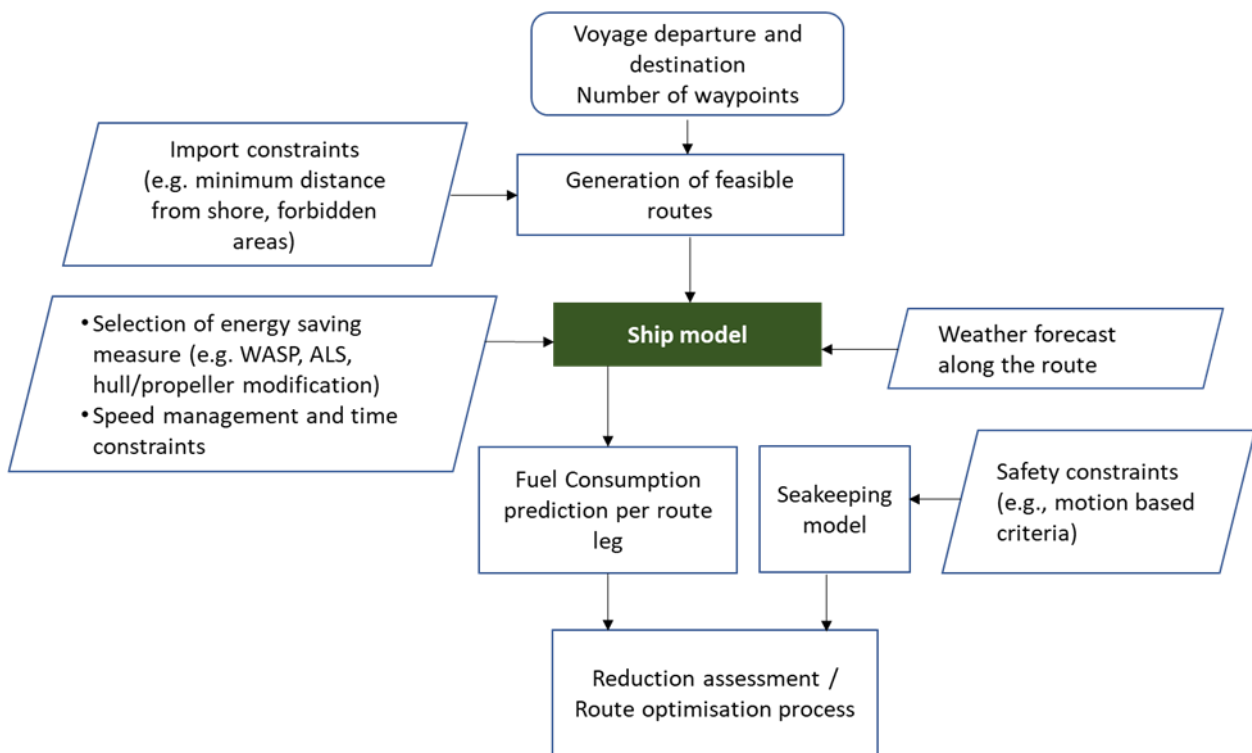 Voyage departure and
destination
Number of waypoints
Import constraints
(e.g. minimum distance
from shore, forbidden
areas)
Generation of feasible
routes
•Selection of energy saving
measure (e.g. WASP, ALS,
hull/propeller modification)
•Speed management and time
constraints
Ship model
Weather forecast
along the route
Fuel Consumption
prediction per route
leg
Seakeeping
model
Safety constraints
(e.g., motion based
criteria)
Reduction assessment /
Route optimisation process